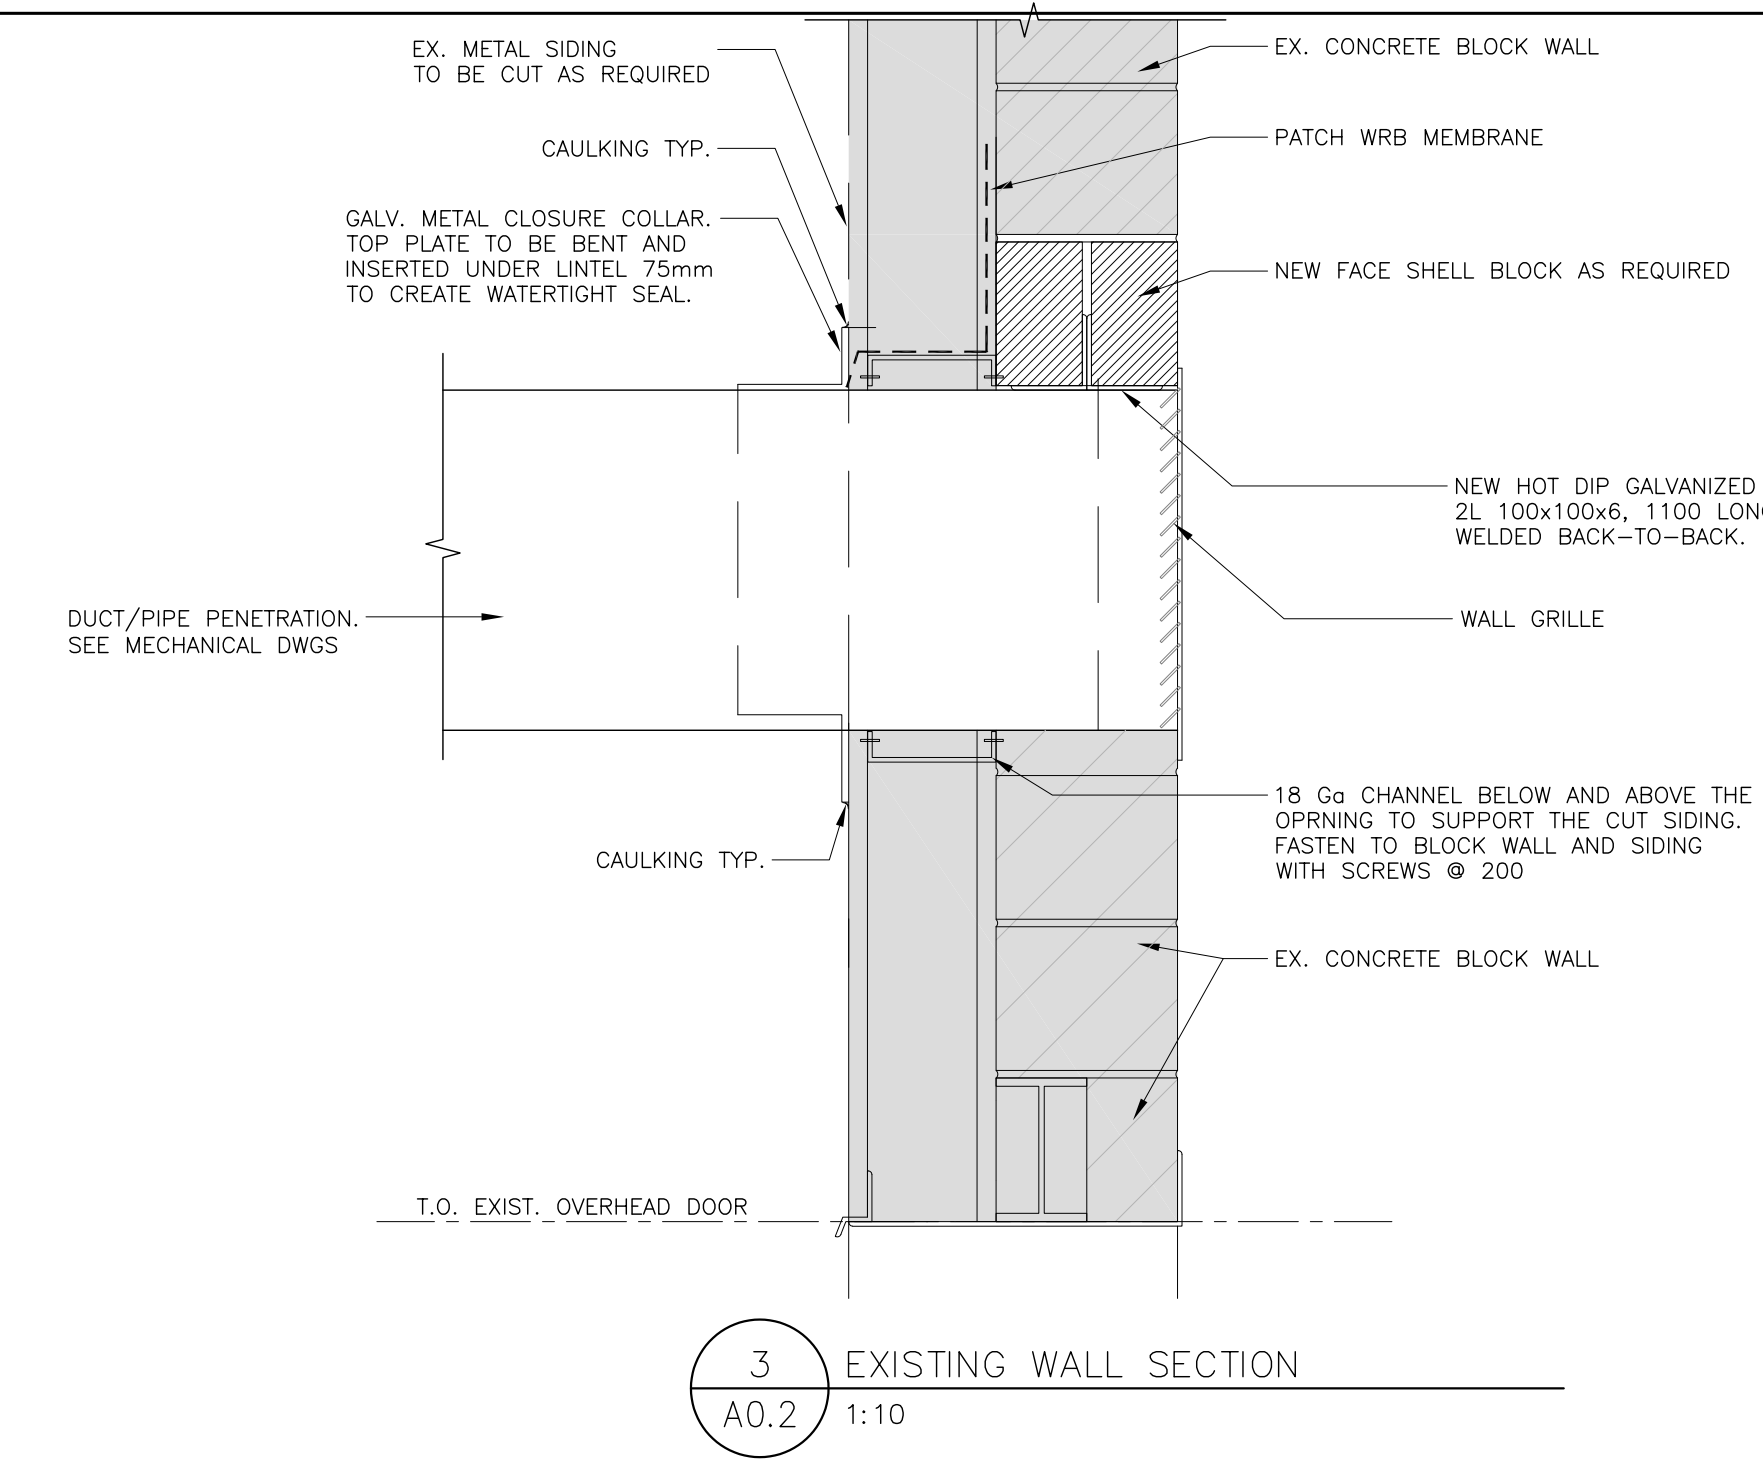 EX. METAL SIDING
TO BE CUT AS REQUIRED
CAULKING TYP.
GALV. METAL CLOSURE COLLAR.
TOP PLATE TO BE BENT AND
INSERTED UNDER LINTEL 75mm
TO CREATE WATERTIGHT SEAL.
EX. CONCRETE BLOCK WALL
PATCH WRB MEMBRANE
NEW FACE SHELL BLOCK AS REQUIRED
NEW HOT DIP GALVANIZED
2L 100x100x6, 1100 LONG
WELDED BACK-TO-BACK.
DUCT/PIPE PENETRATION.
SEE MECHANICAL DWGS
WALL GRILLE
18 Ga CHANNEL BELOW AND ABOVE THE
OPRNING TO SUPPORT THE CUT SIDING.
FASTEN TO BLOCK WALL AND SIDING
WITH SCREWS @ 200
CAULKING TYP.
EX. CONCRETE BLOCK WALL
T.O. EXIST. OVERHEAD DOOR
3 EXISTING WALL SECTION
A0.2 1:10